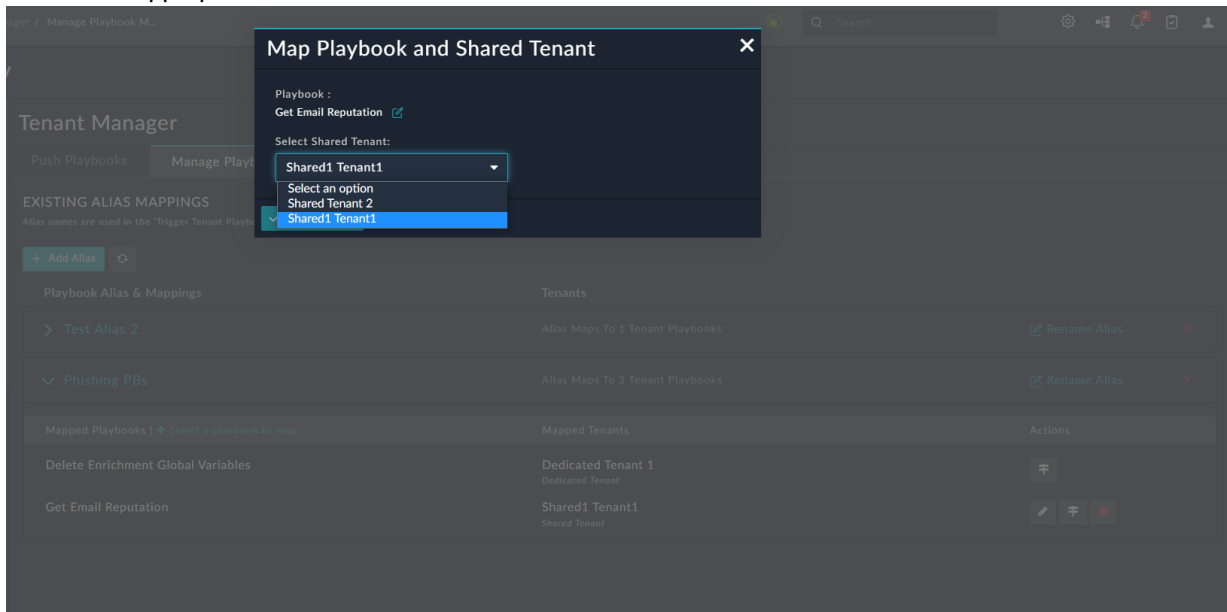 ger / Manage Playbook M...
Search
2
Map Playbook and Shared Tenant
Playbook :
Get Email Reputation
Select Shared Tenant:
Shared1 Tenant1
Select an option
Shared Tenant 2
Shared1 Tenant1
Tenant Manager
Push Playbooks
Manage Playb
EXISTING ALIAS MAPPINGS
Alias names are used in the 'Trigger Tenant Playbo
+ Add Alias
Playbook Alias & Mappings
Tenants
Test Alias 2
Alias Maps To 1 Tenant Playbooks
Rename Alias
Phishing PBs
Alias Maps To 2 Tenant Playbooks
Rename Alias
Mapped Playbooks | + Select a playbook to map
Mapped Tenants
Actions
Delete Enrichment Global Variables
Dedicated Tenant 1
Dedicated Tenant
Get Email Reputation
Shared1 Tenant1
Shared Tenant